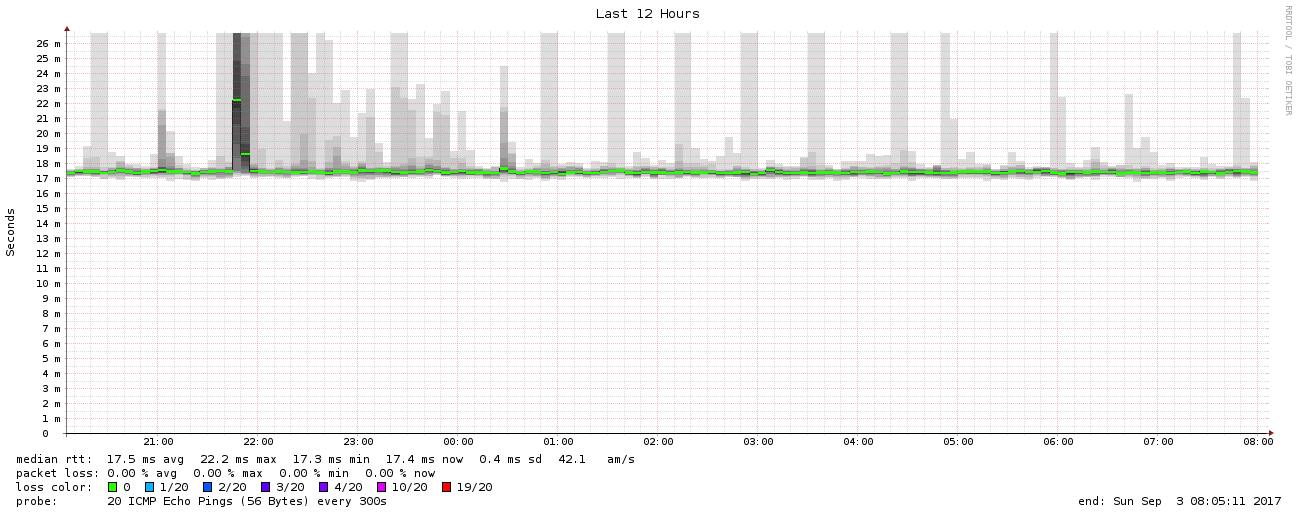 Last 12 Hours
RRDTOOL / TOBI OETIKER
Seconds
26 m
25 m
24 m
23 m
22 m
21 m
20 m
19 m
18 m
17 m
16 m
15 m
14 m
13 m
12 m
11 m
10 m
9 m
8 m
7 m
6 m
5 m
4 m
3 m
2 m
1 m
0
21:00 22:00 23:00 00:00 01:00 02:00 03:00 04:00 05:00 06:00 07:00 08:00
median rtt: 17.5 ms avg 22.2 ms max 17.3 ms min 17.4 ms now 0.4 ms sd 42.1 am/s
packet loss: 0.00 % avg 0.00 % max 0.00 % min 0.00 % now
loss color: 0 1/20 2/20 3/20 4/20 10/20 19/20
probe: 20 ICMP Echo Pings (56 Bytes) every 300s end: Sun Sep 3 08:05:11 2017